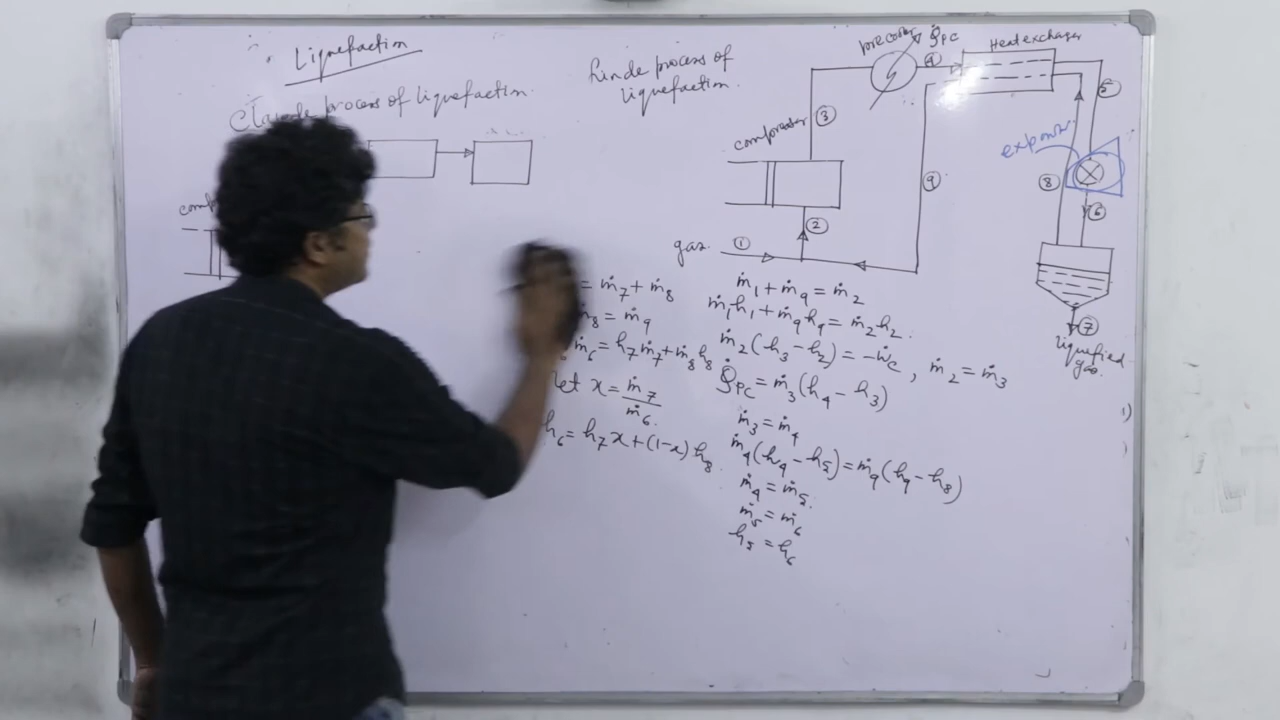 Liquefaction
Claude process of liquefaction.
comp
Linde process of
liquefaction.
precooler
Q̇PC
Heat exchanger
compressor
expander
gas
①
②
③
④
5
⑥
⑦
⑧
⑨
liquefied
gas.
= ṁ7 + ṁ8
ṁ8 = ṁ9
ṁ6 = h7ṁ7 + ṁ8h8
let x = ṁ7/ṁ6
h6 = h7x + (1-x)h8
ṁ1 + ṁ9 = ṁ2
ṁ1h1 + ṁ9h9 = ṁ2h2.
ṁ2(h3 - h2) = -Ẇc, ṁ2 = ṁ3
Q̇PC = ṁ3(h4 - h3)
ṁ3 = ṁ4
ṁ4(h4 - h5) = ṁ9(h9 - h8)
ṁ4 = ṁ5.
ṁ5 = ṁ6
h5 = h6
1)